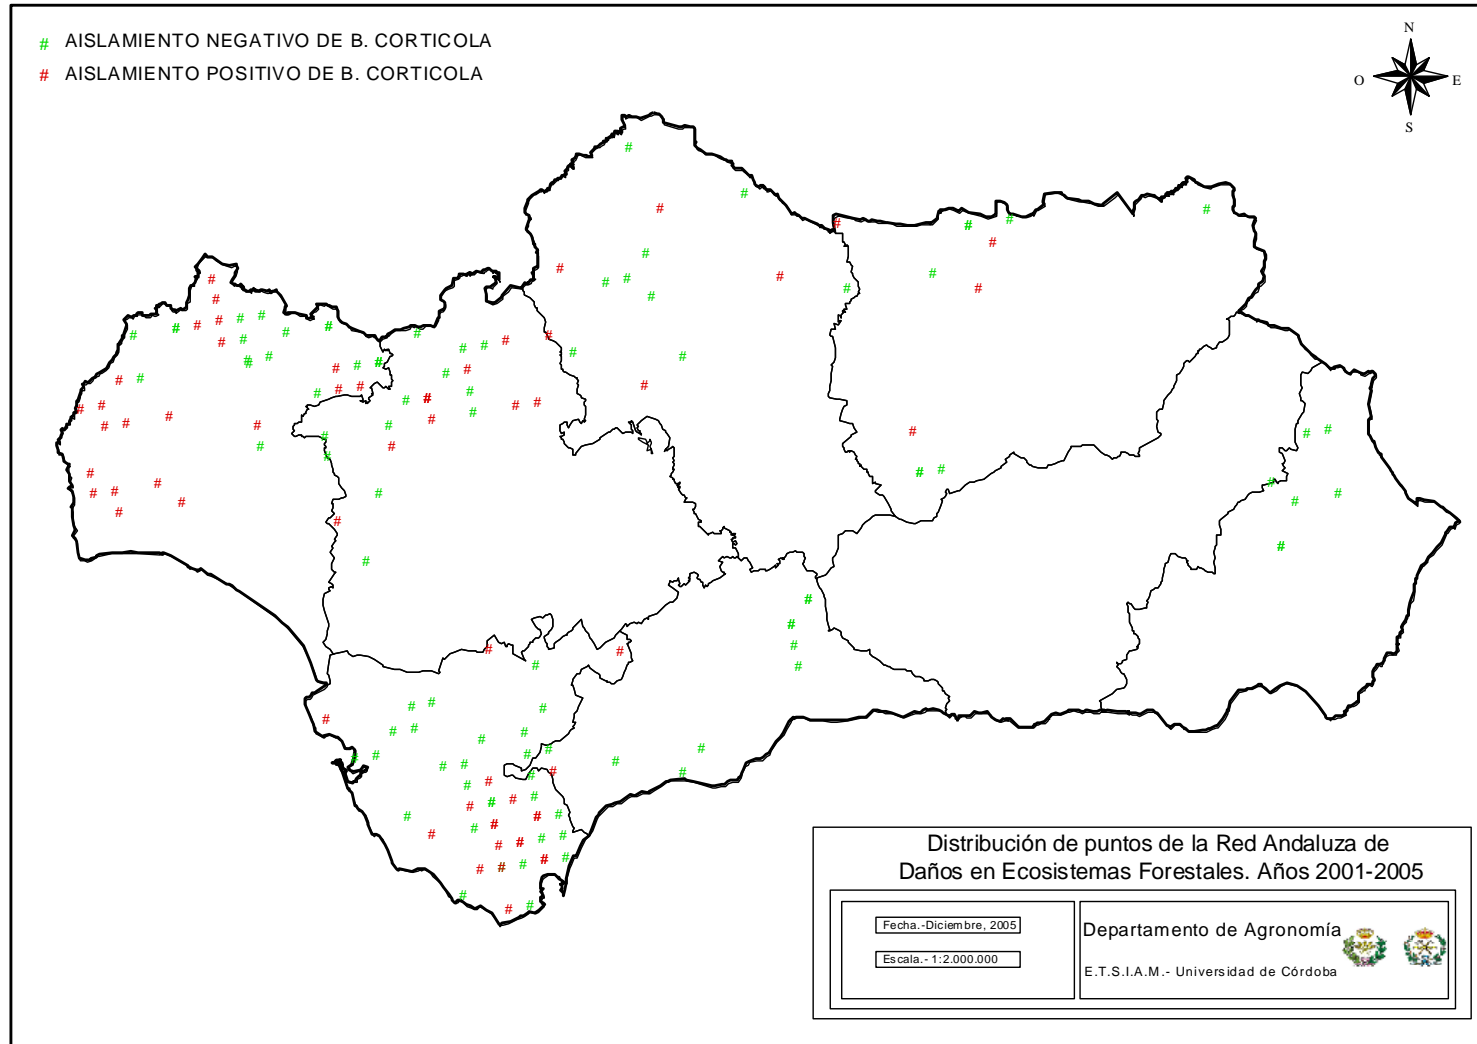 # AISLAMIENTO NEGATIVO DE B. CORTICOLA
# AISLAMIENTO POSITIVO DE B. CORTICOLA
N
O E
S
Distribución de puntos de la Red Andaluza de
Daños en Ecosistemas Forestales. Años 2001-2005
Fecha.-Diciembre, 2005
Escala.- 1:2.000.000
Departamento de Agronomía
E.T.S.I.A.M.- Universidad de Córdoba